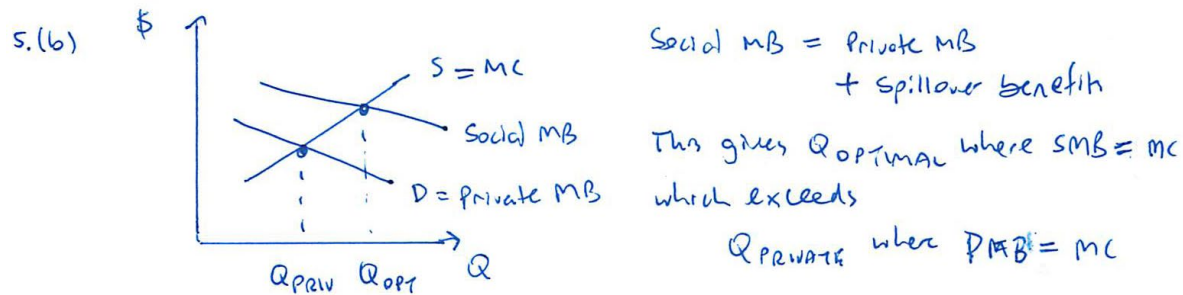 5.(b)
$
S = MC
Social MB
D = Private MB
QPRIV QOPT Q
Social MB = Private MB
+ Spillover benefits
This gives QOPTIMAL where SMB = MC
which exceeds
QPRIVATE where PMB = MC